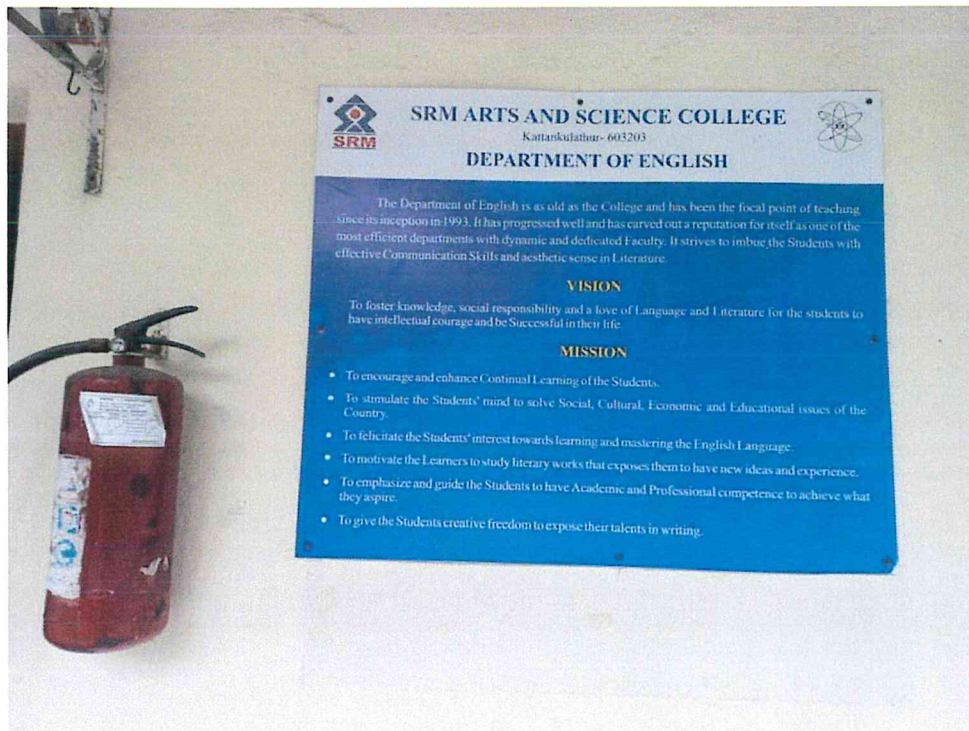 SRM
SRM ARTS AND SCIENCE COLLEGE
Kattankulathur- 603203
DEPARTMENT OF ENGLISH
The Department of English is as old as the College and has been the focal point of teaching
since its inception in 1993. It has progressed well and has carved out a reputation for itself as one of the
most efficient departments with dynamic and dedicated Faculty. It strives to imbue the Students with
effective Communication Skills and aesthetic sense in Literature.
VISION
To foster knowledge, social responsibility and a love of Language and Literature for the students to
have intellectual courage and be Successful in their life.
MISSION
• To encourage and enhance Continual Learning of the Students.
• To stimulate the Students' mind to solve Social, Cultural, Economic and Educational issues of the
Country.
• To felicitate the Students' interest towards learning and mastering the English Language.
• To motivate the Learners to study literary works that exposes them to have new ideas and experience.
• To emphasize and guide the Students to have Academic and Professional competence to achieve what
they aspire.
• To give the Students creative freedom to expose their talents in writing.